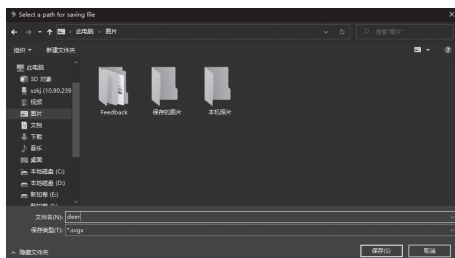 Select a path for saving file
此电脑 › 图片
搜索"图片"
组织 新建文件夹
此电脑
3D 对象
szkj (10.90.239
视频
图片
文档
下载
音乐
桌面
本地磁盘 (C:)
本地磁盘 (D:)
新加卷 (E:)
Feedback
保存的图片
本机照片
文件名(N): deer
保存类型(T): *.svgx
隐藏文件夹
保存(S)
取消